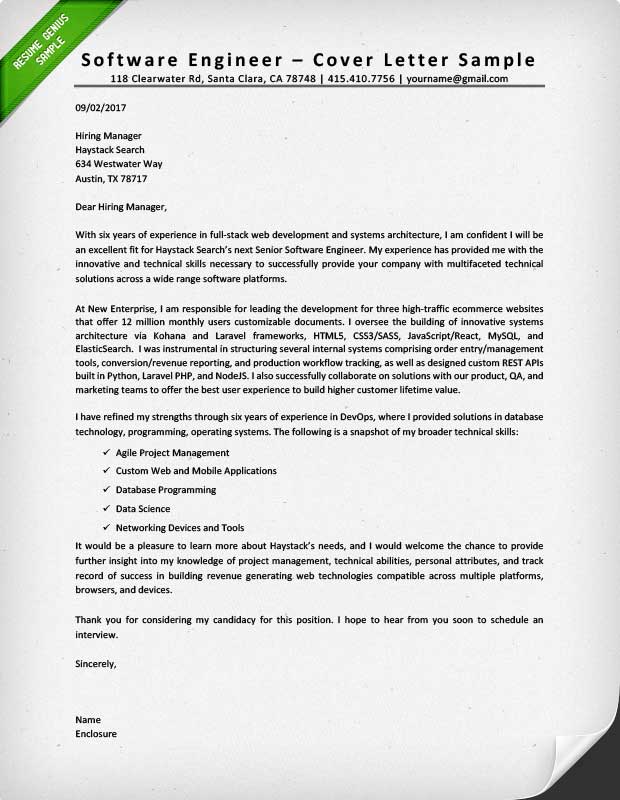 RESUME GENIUS
SAMPLE
Software Engineer – Cover Letter Sample
118 Clearwater Rd, Santa Clara, CA 78748 | 415.410.7756 | yourname@gmail.com
09/02/2017
Hiring Manager
Haystack Search
634 Westwater Way
Austin, TX 78717
Dear Hiring Manager,
With six years of experience in full-stack web development and systems architecture, I am confident I will be
an excellent fit for Haystack Search's next Senior Software Engineer. My experience has provided me with the
innovative and technical skills necessary to successfully provide your company with multifaceted technical
solutions across a wide range software platforms.
At New Enterprise, I am responsible for leading the development for three high-traffic ecommerce websites
that offer 12 million monthly users customizable documents. I oversee the building of innovative systems
architecture via Kohana and Laravel frameworks, HTML5, CSS3/SASS, JavaScript/React, MySQL, and
ElasticSearch. I was instrumental in structuring several internal systems comprising order entry/management
tools, conversion/revenue reporting, and production workflow tracking, as well as designed custom REST APIs
built in Python, Laravel PHP, and NodeJS. I also successfully collaborate on solutions with our product, QA, and
marketing teams to offer the best user experience to build higher customer lifetime value.
I have refined my strengths through six years of experience in DevOps, where I provided solutions in database
technology, programming, operating systems. The following is a snapshot of my broader technical skills:
✓ Agile Project Management
✓ Custom Web and Mobile Applications
✓ Database Programming
✓ Data Science
✓ Networking Devices and Tools
It would be a pleasure to learn more about Haystack's needs, and I would welcome the chance to provide
further insight into my knowledge of project management, technical abilities, personal attributes, and track
record of success in building revenue generating web technologies compatible across multiple platforms,
browsers, and devices.
Thank you for considering my candidacy for this position. I hope to hear from you soon to schedule an
interview.
Sincerely,
Name
Enclosure